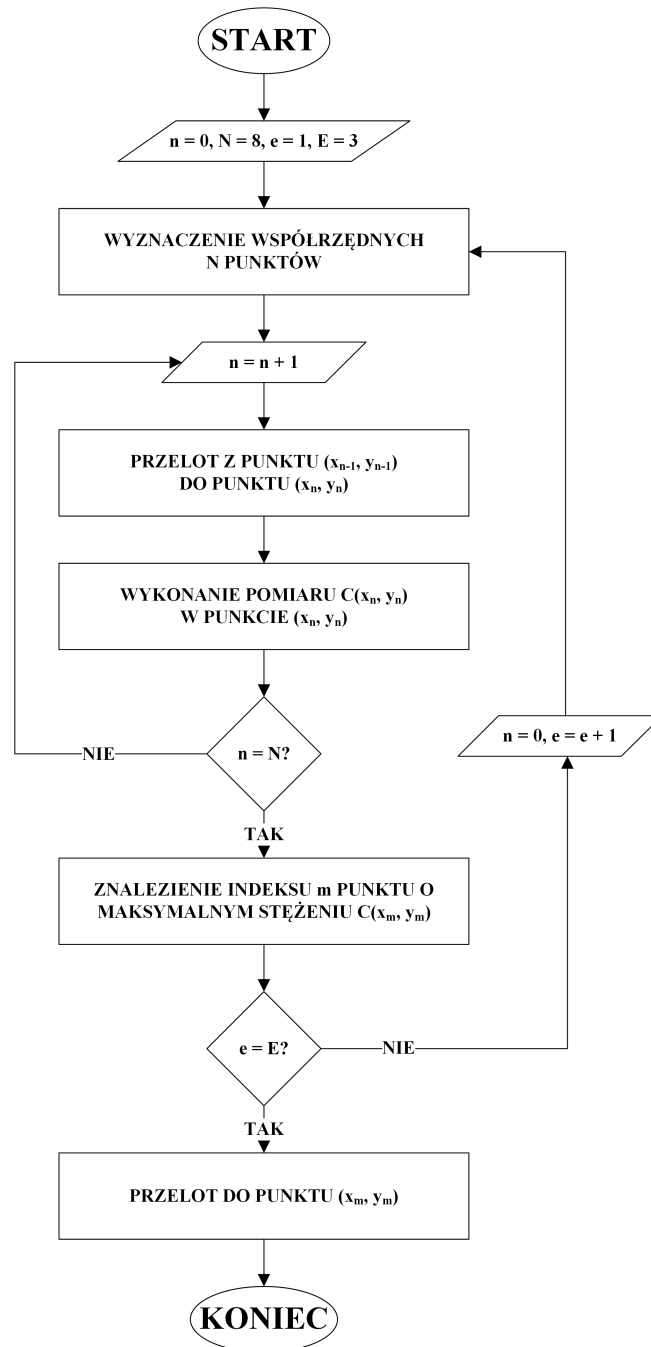 START
n = 0, N = 8, e = 1, E = 3
WYZNACZENIE WSPÓŁRZĘDNYCH
N PUNKTÓW
n = n + 1
PRZELOT Z PUNKTU (xₙ₋₁, yₙ₋₁)
DO PUNKTU (xₙ, yₙ)
WYKONANIE POMIARU C(xₙ, yₙ)
W PUNKCIE (xₙ, yₙ)
n = N?
NIE
n = 0, e = e + 1
TAK
ZNALEZIENIE INDEKSU m PUNKTU O
MAKSYMALNYM STĘŻENIU C(xₘ, yₘ)
e = E?
NIE
TAK
PRZELOT DO PUNKTU (xₘ, yₘ)
KONIEC